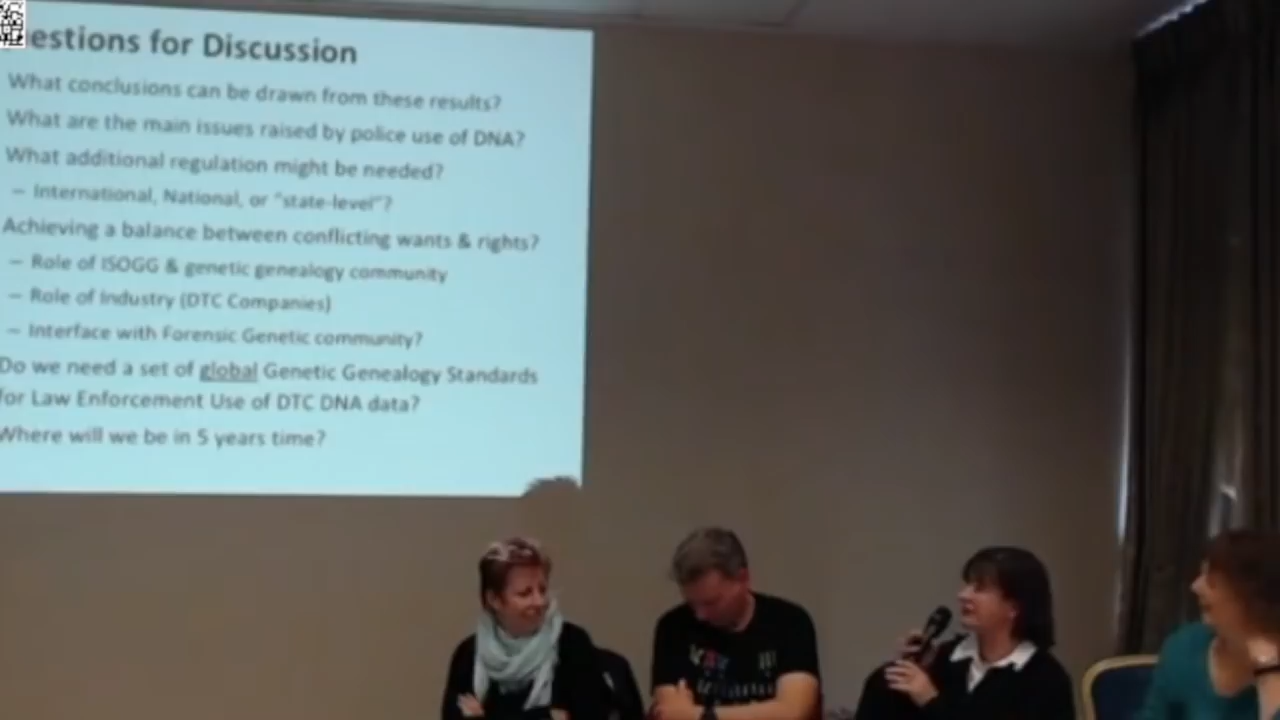 estions for Discussion
What conclusions can be drawn from these results?
What are the main issues raised by police use of DNA?
What additional regulation might be needed?
– International, National, or "state-level"?
Achieving a balance between conflicting wants & rights?
– Role of ISOGG & genetic genealogy community
– Role of Industry (DTC Companies)
– Interface with Forensic Genetic community?
Do we need a set of global Genetic Genealogy Standards
for Law Enforcement Use of DTC DNA data?
Where will we be in 5 years time?